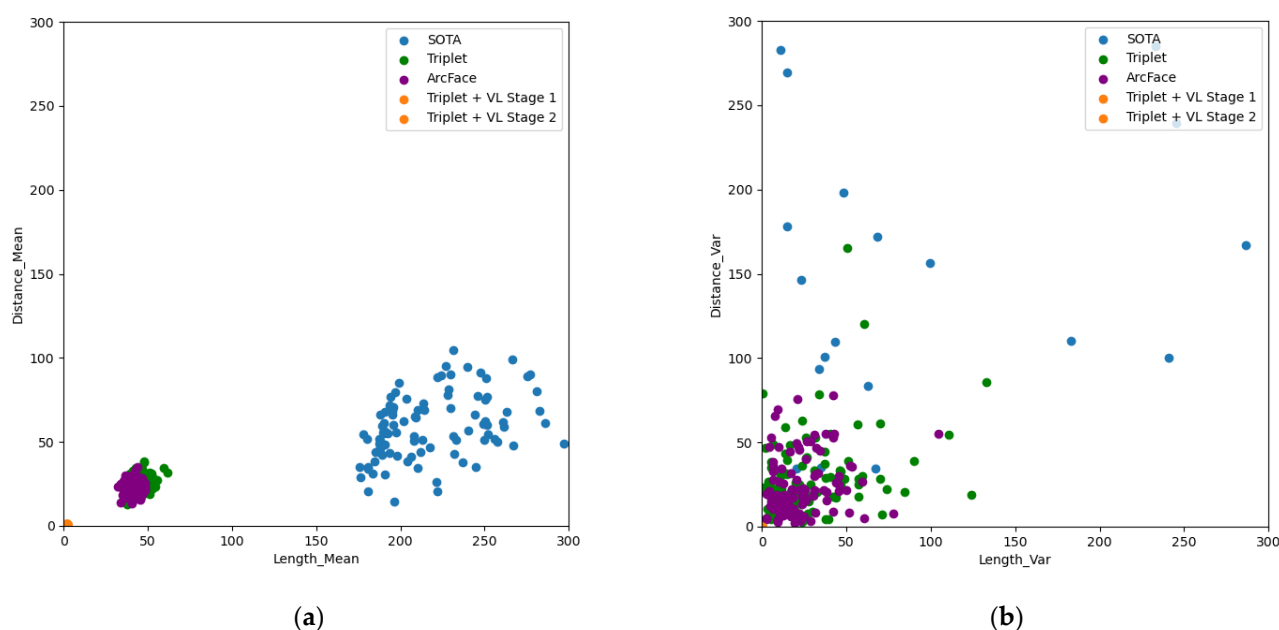 300
250
200
150
100
50
0
Distance_Mean
0 50 100 150 200 250 300
Length_Mean
SOTA
Triplet
ArcFace
Triplet + VL Stage 1
Triplet + VL Stage 2
(a)
300
250
200
150
100
50
0
Distance_Var
0 50 100 150 200 250 300
Length_Var
SOTA
Triplet
ArcFace
Triplet + VL Stage 1
Triplet + VL Stage 2
(b)